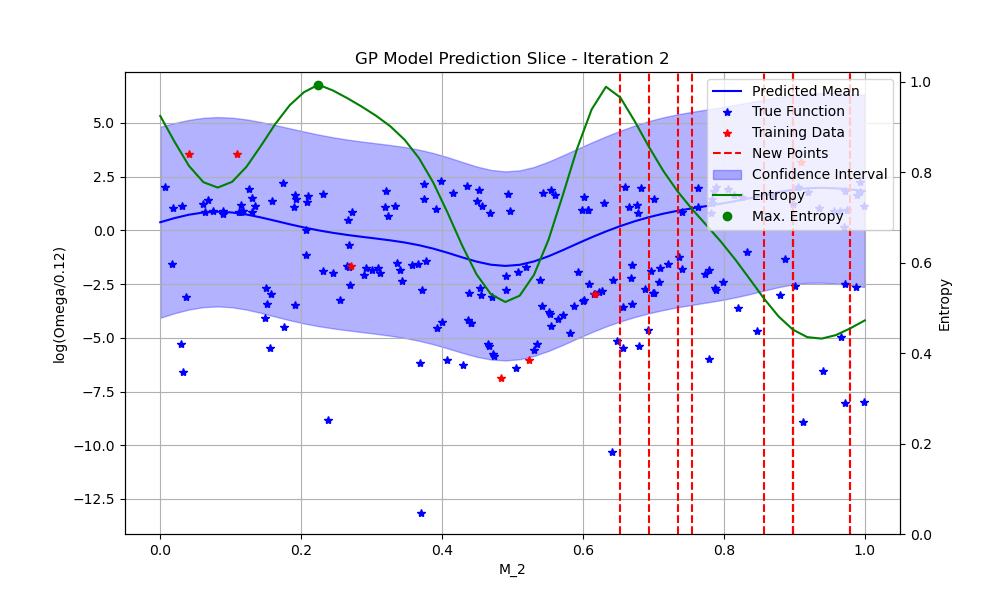 GP Model Prediction Slice - Iteration 2
Predicted Mean
True Function
Training Data
New Points
Confidence Interval
Entropy
Max. Entropy
5.0
2.5
0.0
−2.5
−5.0
−7.5
−10.0
−12.5
log(Omega/0.12)
1.0
0.8
0.6
0.4
0.2
0.0
Entropy
0.0
0.2
0.4
0.6
0.8
1.0
M_2